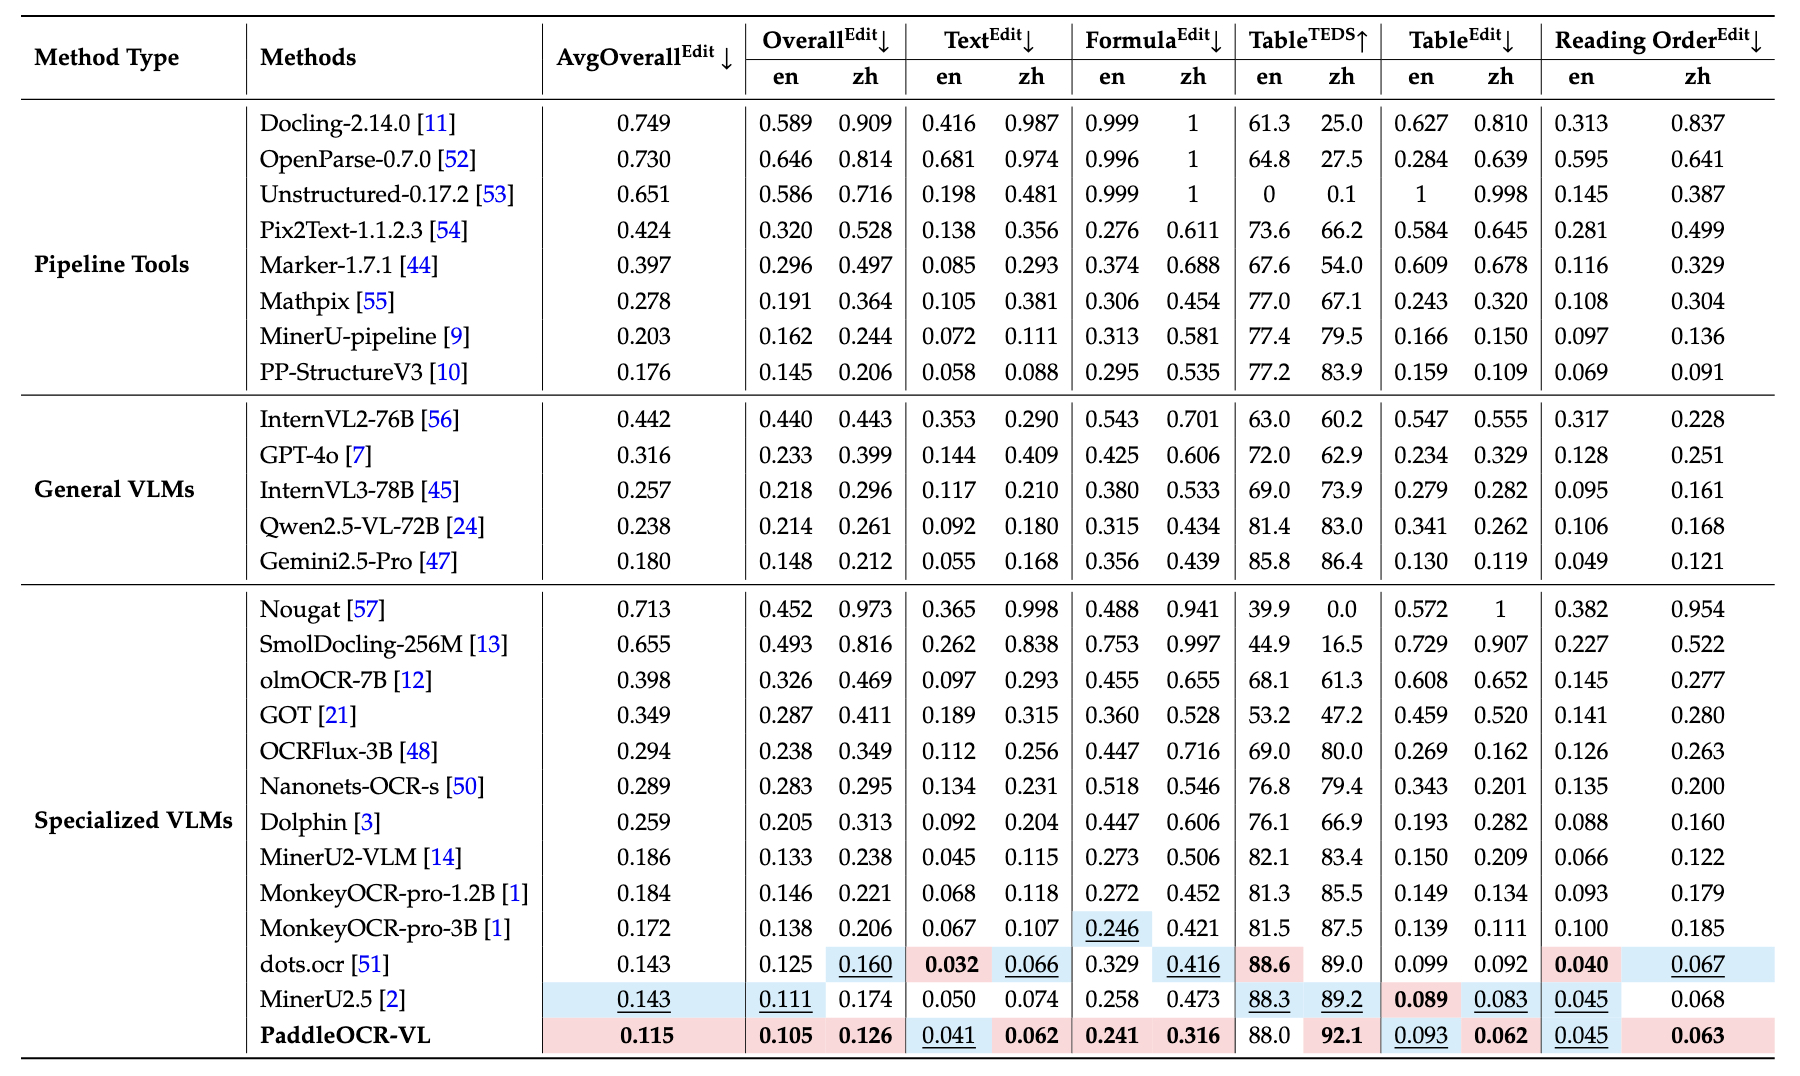 Method Type Methods AvgOverall^Edit ↓ Overall^Edit↓ Text^Edit↓ Formula^Edit↓ Table^TEDS↑ Table^Edit↓ Reading Order^Edit↓
en zh en zh en zh en zh en zh en zh
Pipeline Tools
Docling-2.14.0 [11] 0.749 0.589 0.909 0.416 0.987 0.999 1 61.3 25.0 0.627 0.810 0.313 0.837
OpenParse-0.7.0 [52] 0.730 0.646 0.814 0.681 0.974 0.996 1 64.8 27.5 0.284 0.639 0.595 0.641
Unstructured-0.17.2 [53] 0.651 0.586 0.716 0.198 0.481 0.999 1 0 0.1 1 0.998 0.145 0.387
Pix2Text-1.1.2.3 [54] 0.424 0.320 0.528 0.138 0.356 0.276 0.611 73.6 66.2 0.584 0.645 0.281 0.499
Marker-1.7.1 [44] 0.397 0.296 0.497 0.085 0.293 0.374 0.688 67.6 54.0 0.609 0.678 0.116 0.329
Mathpix [55] 0.278 0.191 0.364 0.105 0.381 0.306 0.454 77.0 67.1 0.243 0.320 0.108 0.304
MinerU-pipeline [9] 0.203 0.162 0.244 0.072 0.111 0.313 0.581 77.4 79.5 0.166 0.150 0.097 0.136
PP-StructureV3 [10] 0.176 0.145 0.206 0.058 0.088 0.295 0.535 77.2 83.9 0.159 0.109 0.069 0.091
General VLMs
InternVL2-76B [56] 0.442 0.440 0.443 0.353 0.290 0.543 0.701 63.0 60.2 0.547 0.555 0.317 0.228
GPT-4o [7] 0.316 0.233 0.399 0.144 0.409 0.425 0.606 72.0 62.9 0.234 0.329 0.128 0.251
InternVL3-78B [45] 0.257 0.218 0.296 0.117 0.210 0.380 0.533 69.0 73.9 0.279 0.282 0.095 0.161
Qwen2.5-VL-72B [24] 0.238 0.214 0.261 0.092 0.180 0.315 0.434 81.4 83.0 0.341 0.262 0.106 0.168
Gemini2.5-Pro [47] 0.180 0.148 0.212 0.055 0.168 0.356 0.439 85.8 86.4 0.130 0.119 0.049 0.121
Specialized VLMs
Nougat [57] 0.713 0.452 0.973 0.365 0.998 0.488 0.941 39.9 0.0 0.572 1 0.382 0.954
SmolDocling-256M [13] 0.655 0.493 0.816 0.262 0.838 0.753 0.997 44.9 16.5 0.729 0.907 0.227 0.522
olmOCR-7B [12] 0.398 0.326 0.469 0.097 0.293 0.455 0.655 68.1 61.3 0.608 0.652 0.145 0.277
GOT [21] 0.349 0.287 0.411 0.189 0.315 0.360 0.528 53.2 47.2 0.459 0.520 0.141 0.280
OCRFlux-3B [48] 0.294 0.238 0.349 0.112 0.256 0.447 0.716 69.0 80.0 0.269 0.162 0.126 0.263
Nanonets-OCR-s [50] 0.289 0.283 0.295 0.134 0.231 0.518 0.546 76.8 79.4 0.343 0.201 0.135 0.200
Dolphin [3] 0.259 0.205 0.313 0.092 0.204 0.447 0.606 76.1 66.9 0.193 0.282 0.088 0.160
MinerU2-VLM [14] 0.186 0.133 0.238 0.045 0.115 0.273 0.506 82.1 83.4 0.150 0.209 0.066 0.122
MonkeyOCR-pro-1.2B [1] 0.184 0.146 0.221 0.068 0.118 0.272 0.452 81.3 85.5 0.149 0.134 0.093 0.179
MonkeyOCR-pro-3B [1] 0.172 0.138 0.206 0.067 0.107 0.246 0.421 81.5 87.5 0.139 0.111 0.100 0.185
dots.ocr [51] 0.143 0.125 0.160 0.032 0.066 0.329 0.416 88.6 89.0 0.099 0.092 0.040 0.067
MinerU2.5 [2] 0.143 0.111 0.174 0.050 0.074 0.258 0.473 88.3 89.2 0.089 0.083 0.045 0.068
PaddleOCR-VL 0.115 0.105 0.126 0.041 0.062 0.241 0.316 88.0 92.1 0.093 0.062 0.045 0.063